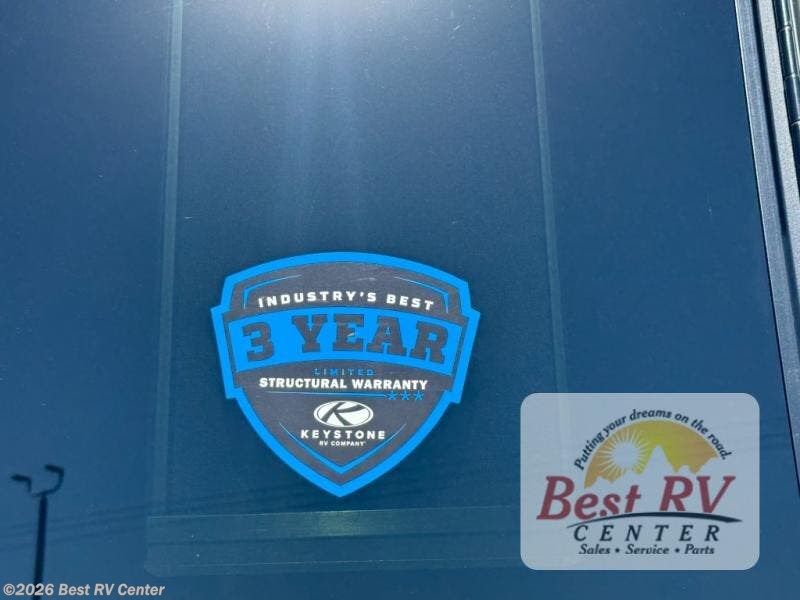 INDUSTRY'S BEST
3 YEAR
LIMITED
STRUCTURAL WARRANTY
***
K
KEYSTONE
RV COMPANY
Putting your dreams on the road.
Best RV
CENTER
Sales * Service * Parts
©2026 Best RV Center